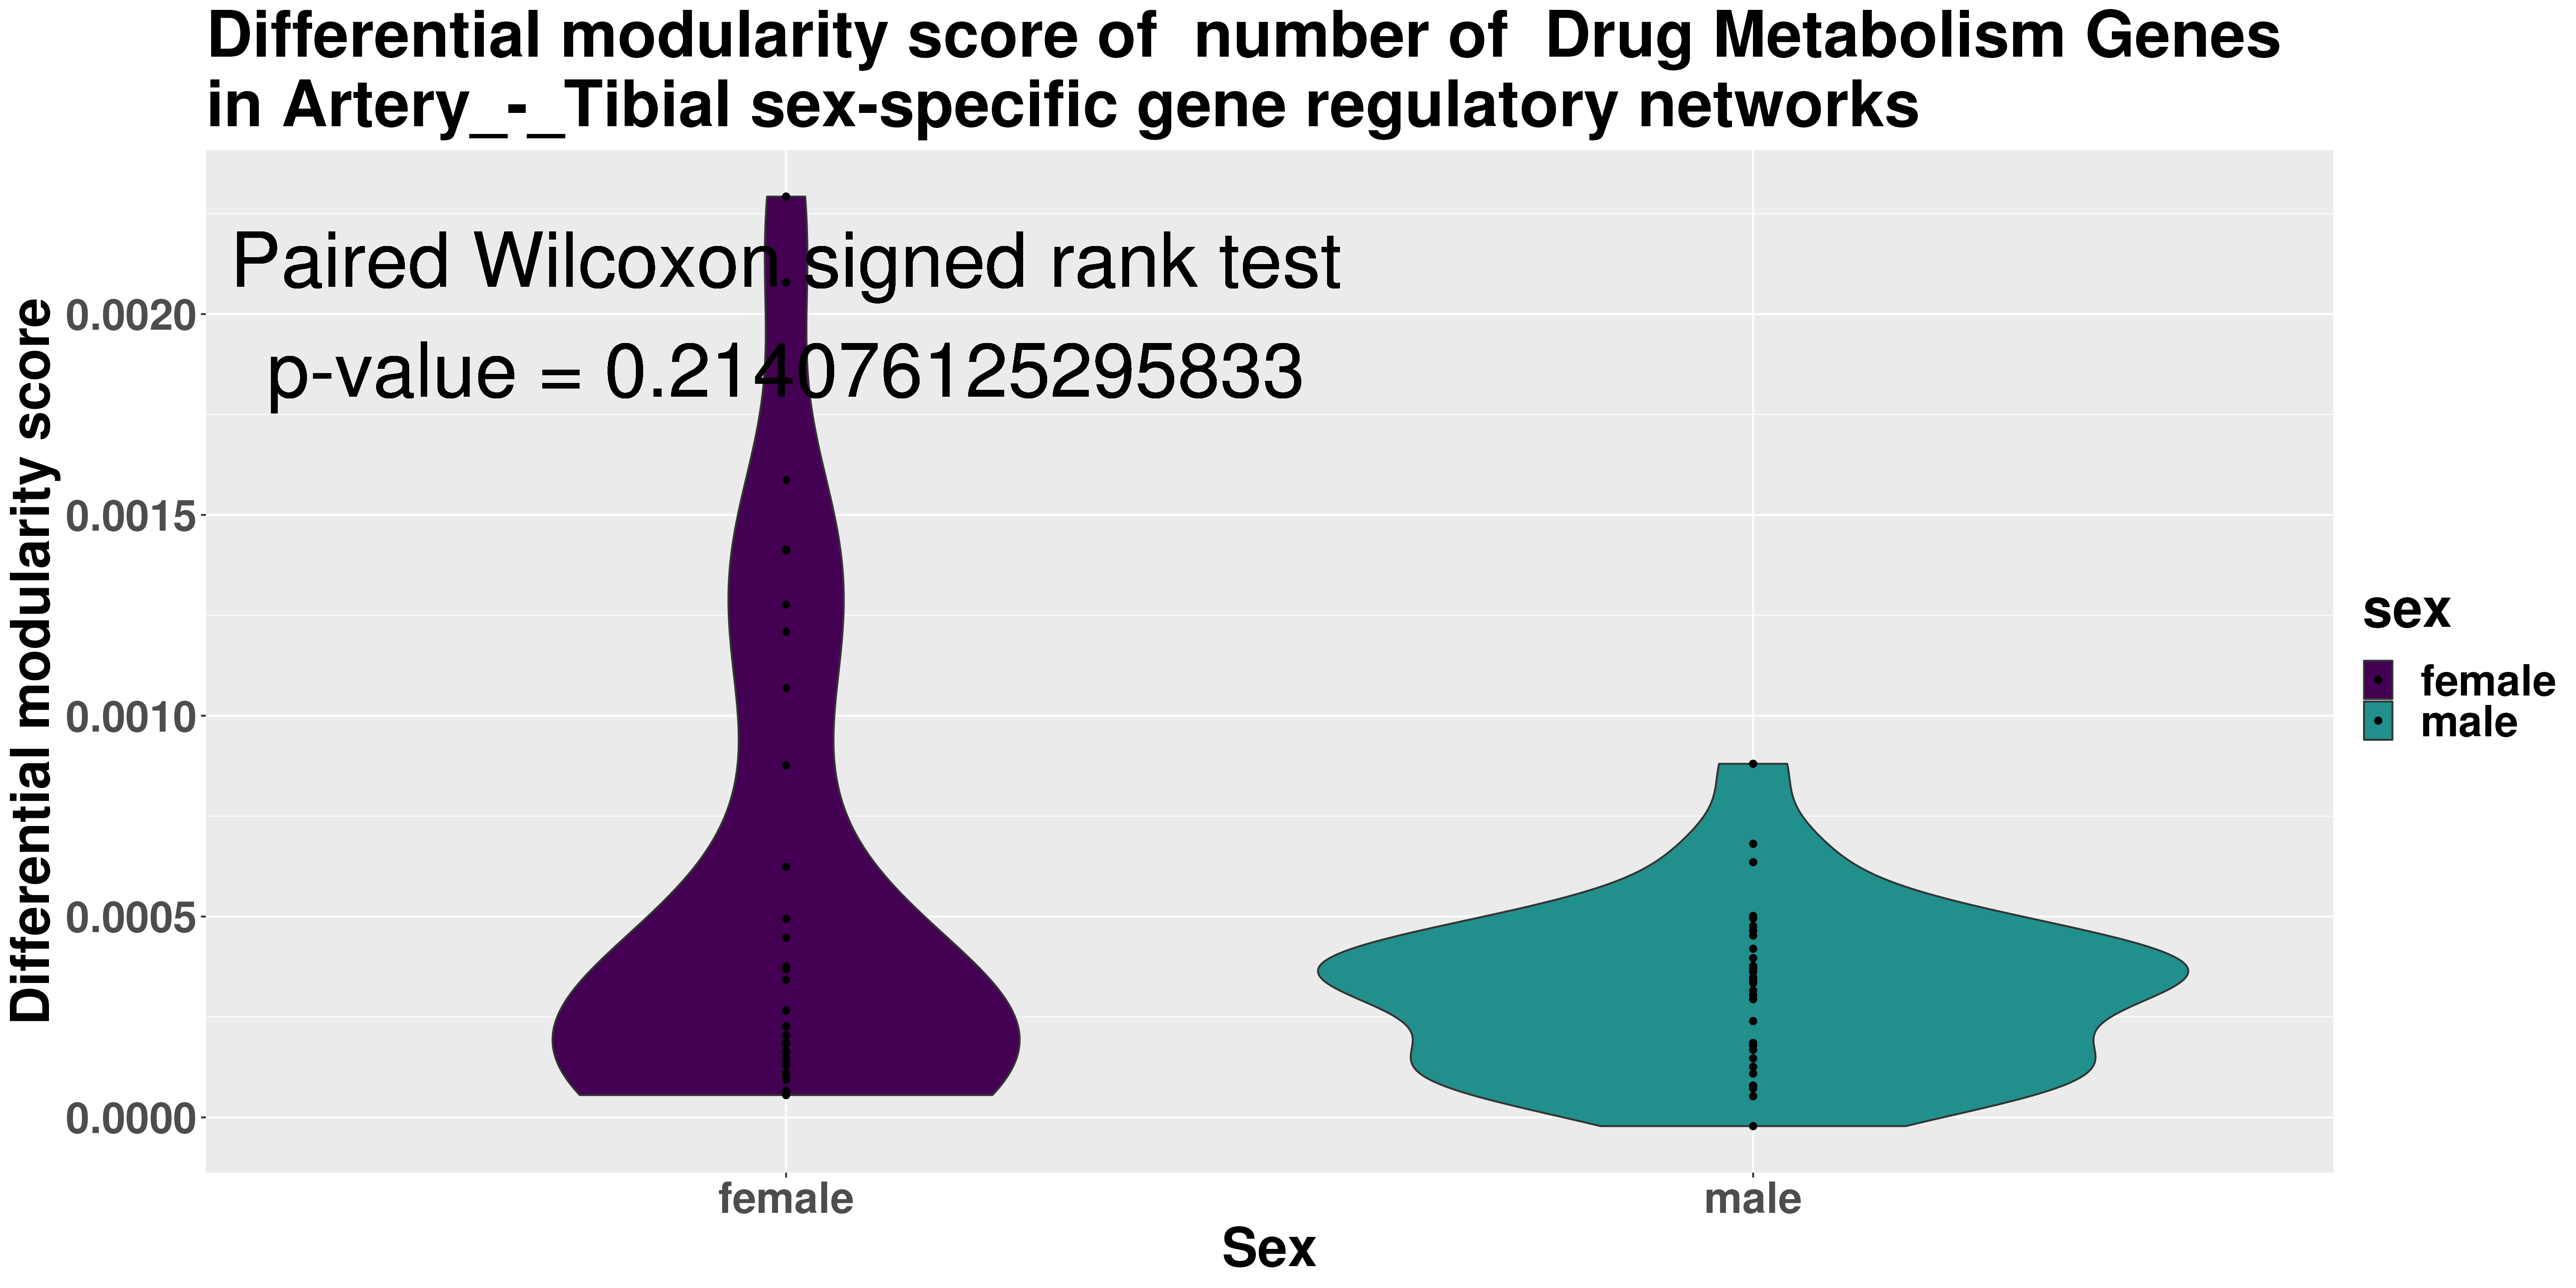 Differential modularity score of  number of  Drug Metabolism Genes
in Artery_-_Tibial sex-specific gene regulatory networks
Paired Wilcoxon signed rank test
p-value = 0.214076125295833
Differential modularity score
0.0020
0.0015
0.0010
0.0005
0.0000
female
male
Sex
sex
female
male